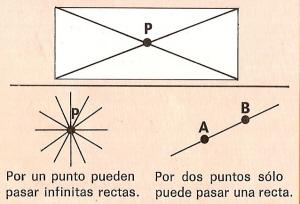 P
P
A
B
Por un punto pueden
pasar infinitas rectas.
Por dos puntos sólo
puede pasar una recta.